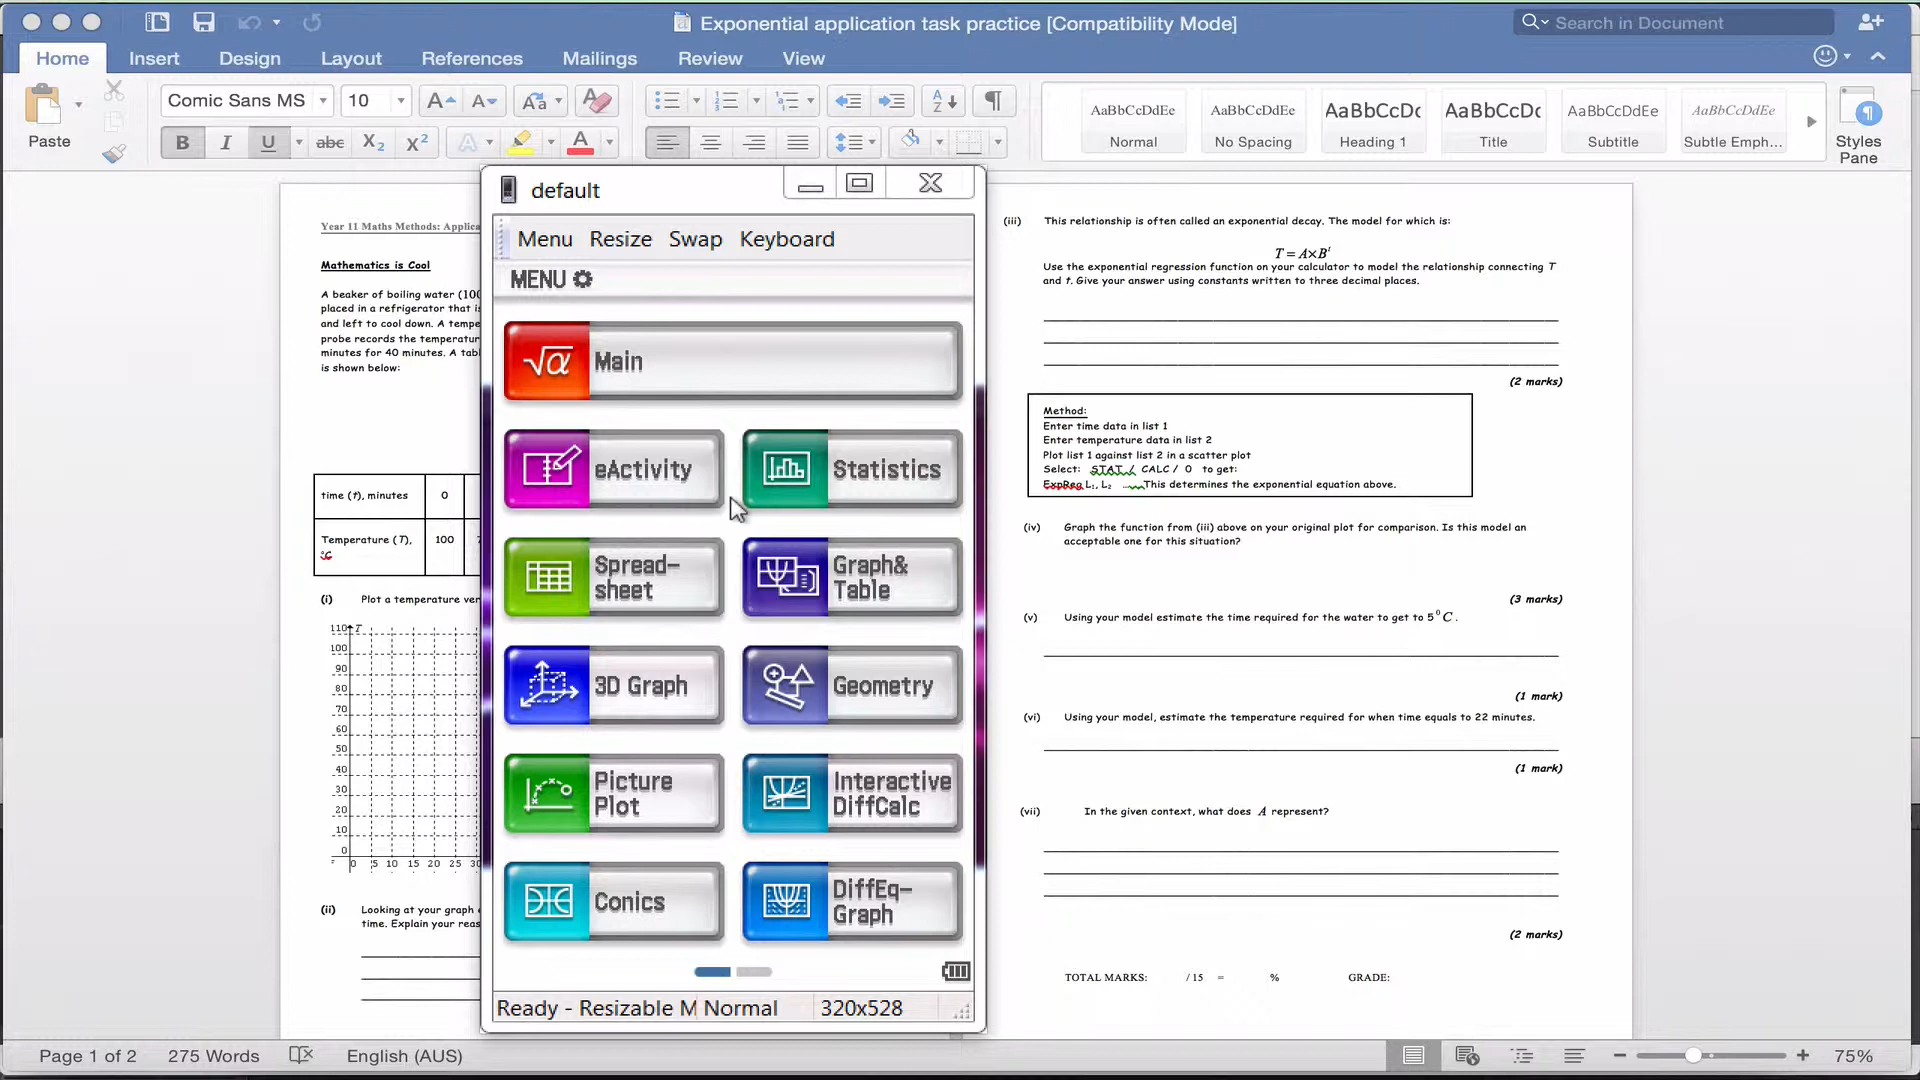 Exponential application task practice [Compatibility Mode]
Search in Document
Home Insert Design Layout References Mailings Review View
Paste
Comic Sans MS 10
B I U abc X₂ X²
AaBbCcDdEe AaBbCcDdEe AaBbCcDc AaBbCcDc AaBbCcDdEe AaBbCcDdEe
Normal No Spacing Heading 1 Title Subtitle Subtle Emph...
Styles
Pane
default
Menu Resize Swap Keyboard
MENU
Main
eActivity
Statistics
Spread-
sheet
Graph&
Table
3D Graph
Geometry
Picture
Plot
Interactive
DiffCalc
Conics
DiffEq-
Graph
Ready - Resizable M Normal 320x528
Year 11 Maths Methods: Applica
Mathematics is Cool
A beaker of boiling water (100
placed in a refrigerator that is
and left to cool down. A tempe
probe records the temperatur
minutes for 40 minutes. A tabl
is shown below:
time (t), minutes 0
Temperature (T), 100
°C
(i) Plot a temperature ver
110 T
100
90
80
70
60
50
40
30
20
10
0
0 5 10 15 20 25
(ii) Looking at your graph
time. Explain your reas
(iii) This relationship is often called an exponential decay. The model for which is:
T = A×Bᵗ
Use the exponential regression function on your calculator to model the relationship connecting T
and t. Give your answer using constants written to three decimal places.
(2 marks)
Method:
Enter time data in list 1
Enter temperature data in list 2
Plot list 1 against list 2 in a scatter plot
Select: STAT / CALC / 0 to get:
ExpReg L₁, L₂ .....This determines the exponential equation above.
(iv) Graph the function from (iii) above on your original plot for comparison. Is this model an
acceptable one for this situation?
(3 marks)
(v) Using your model estimate the time required for the water to get to 5⁰C.
(1 mark)
(vi) Using your model, estimate the temperature required for when time equals to 22 minutes.
(1 mark)
(vii) In the given context, what does A represent?
(2 marks)
TOTAL MARKS: / 15 = % GRADE:
Page 1 of 2 275 Words English (AUS) 75%